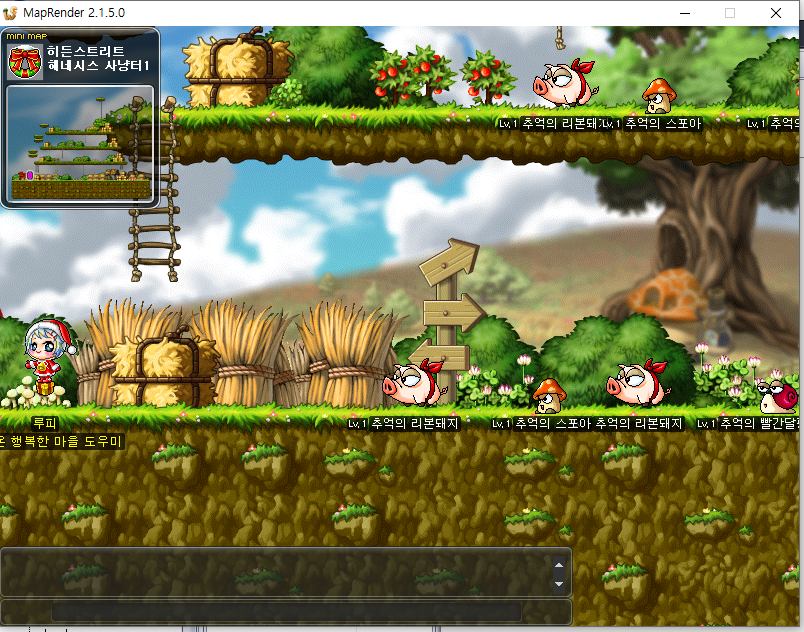 MapRender 2.1.5.0
MINI MAP
히든스트리트
헤네시스 사냥터1
Lv.1 추억의 리본돼지
Lv.1 추억의 스포아
Lv.1 추억의
루피
행복한 마을 도우미
Lv.1 추억의 리본돼지
Lv.1 추억의 스포아
추억의 리본돼지
Lv.1 추억의 빨간달팽